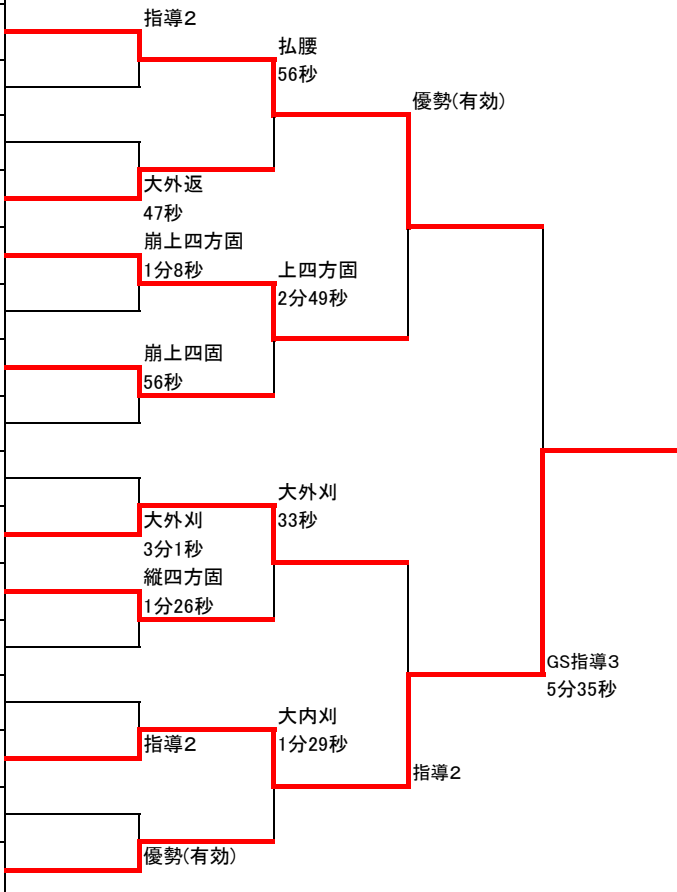 指導2
払腰
56秒
優勢(有効)
大外返
47秒
崩上四方固
1分8秒
上四方固
2分49秒
崩上四固
56秒
大外刈
33秒
大外刈
3分1秒
縦四方固
1分26秒
GS指導3
5分35秒
大内刈
1分29秒
指導2
指導2
優勢(有効)